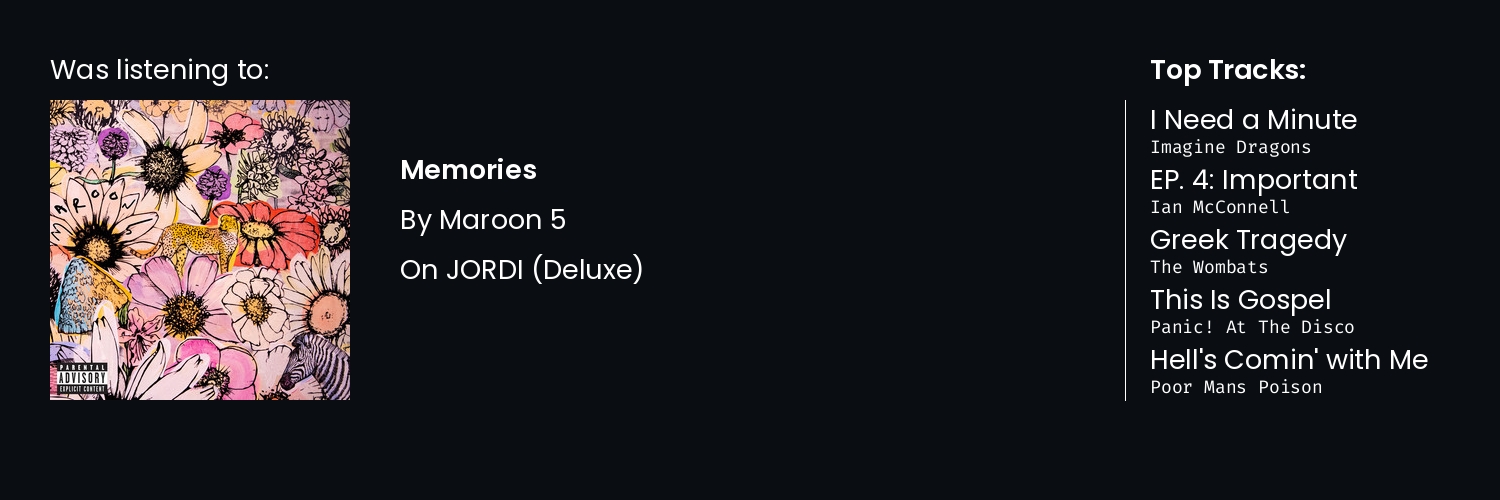 Was listening to:
MAROON 5
PARENTAL
ADVISORY
EXPLICIT CONTENT
Memories
By Maroon 5
On JORDI (Deluxe)
Top Tracks:
I Need a Minute
Imagine Dragons
EP. 4: Important
Ian McConnell
Greek Tragedy
The Wombats
This Is Gospel
Panic! At The Disco
Hell's Comin' with Me
Poor Mans Poison